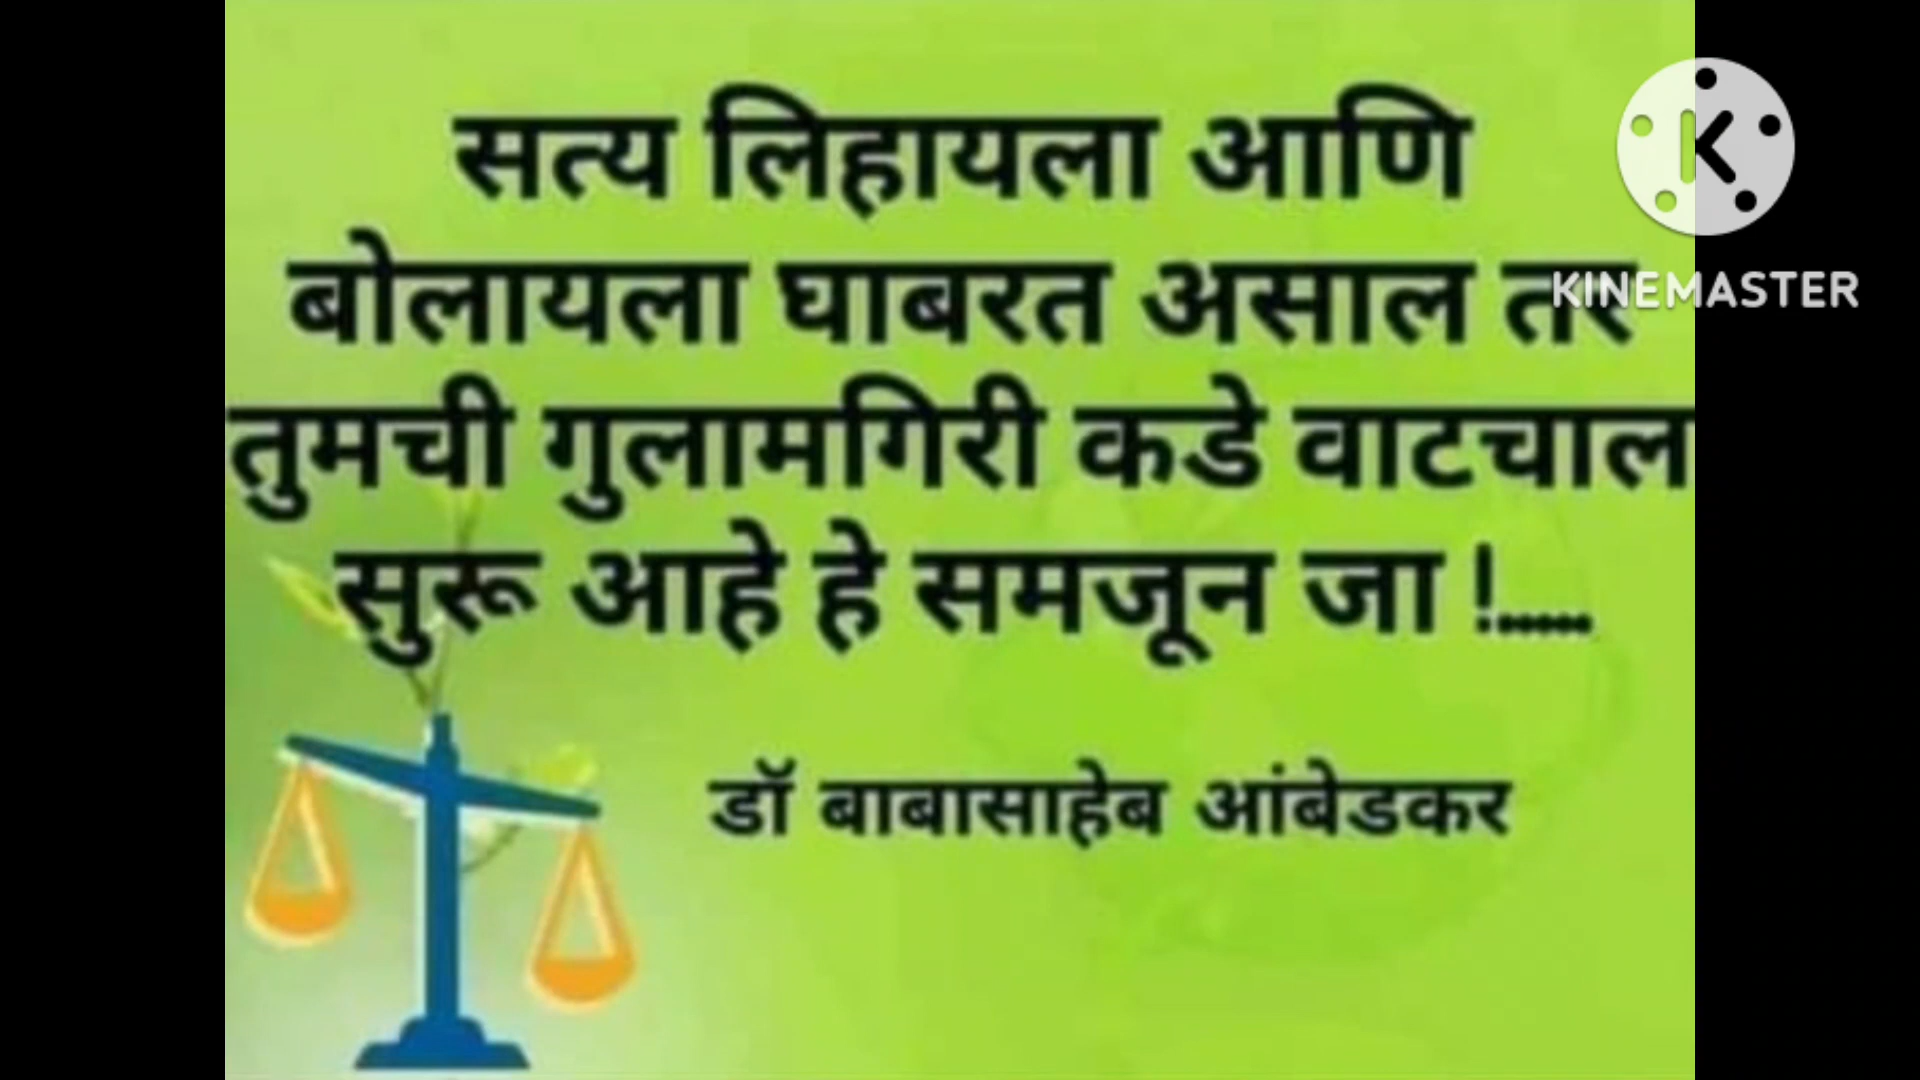 सत्य लिहायला आणि
बोलायला घाबरत असाल तर
तुमची गुलामगिरी कडे वाटचाल
सुरू आहे हे समजून जा !.....
डॉ बाबासाहेब आंबेडकर
K
KINEMASTER